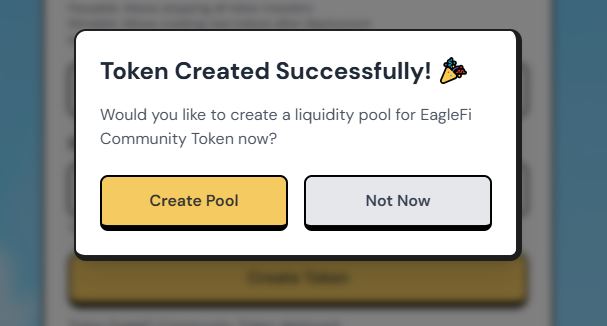 Token Created Successfully!
Would you like to create a liquidity pool for EagleFi
Community Token now?
Create Pool
Not Now
Create Token